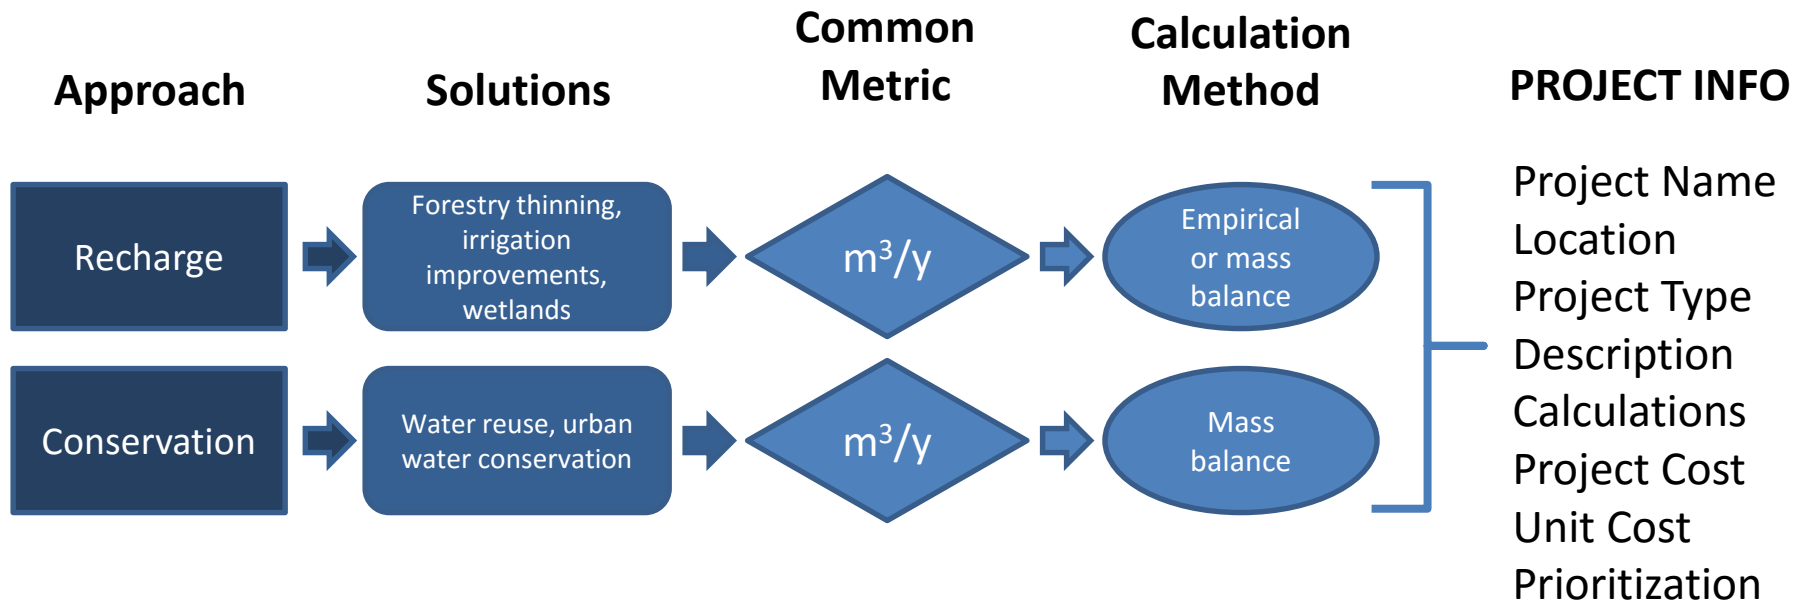 Approach
Solutions
Common
Metric
Calculation
Method
PROJECT INFO
Recharge
Forestry thinning,
irrigation
improvements,
wetlands
m³/y
Empirical
or mass
balance
Conservation
Water reuse, urban
water conservation
m³/y
Mass
balance
Project Name
Location
Project Type
Description
Calculations
Project Cost
Unit Cost
Prioritization